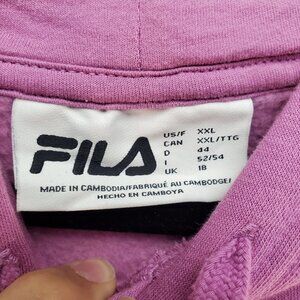 FILA
US/F XXL
CAN XXL/TTG
D 44
I 52/54
UK 18
MADE IN CAMBODIA/FABRIQUÉ AU CAMBODGE/
HECHO EN CAMBOYA